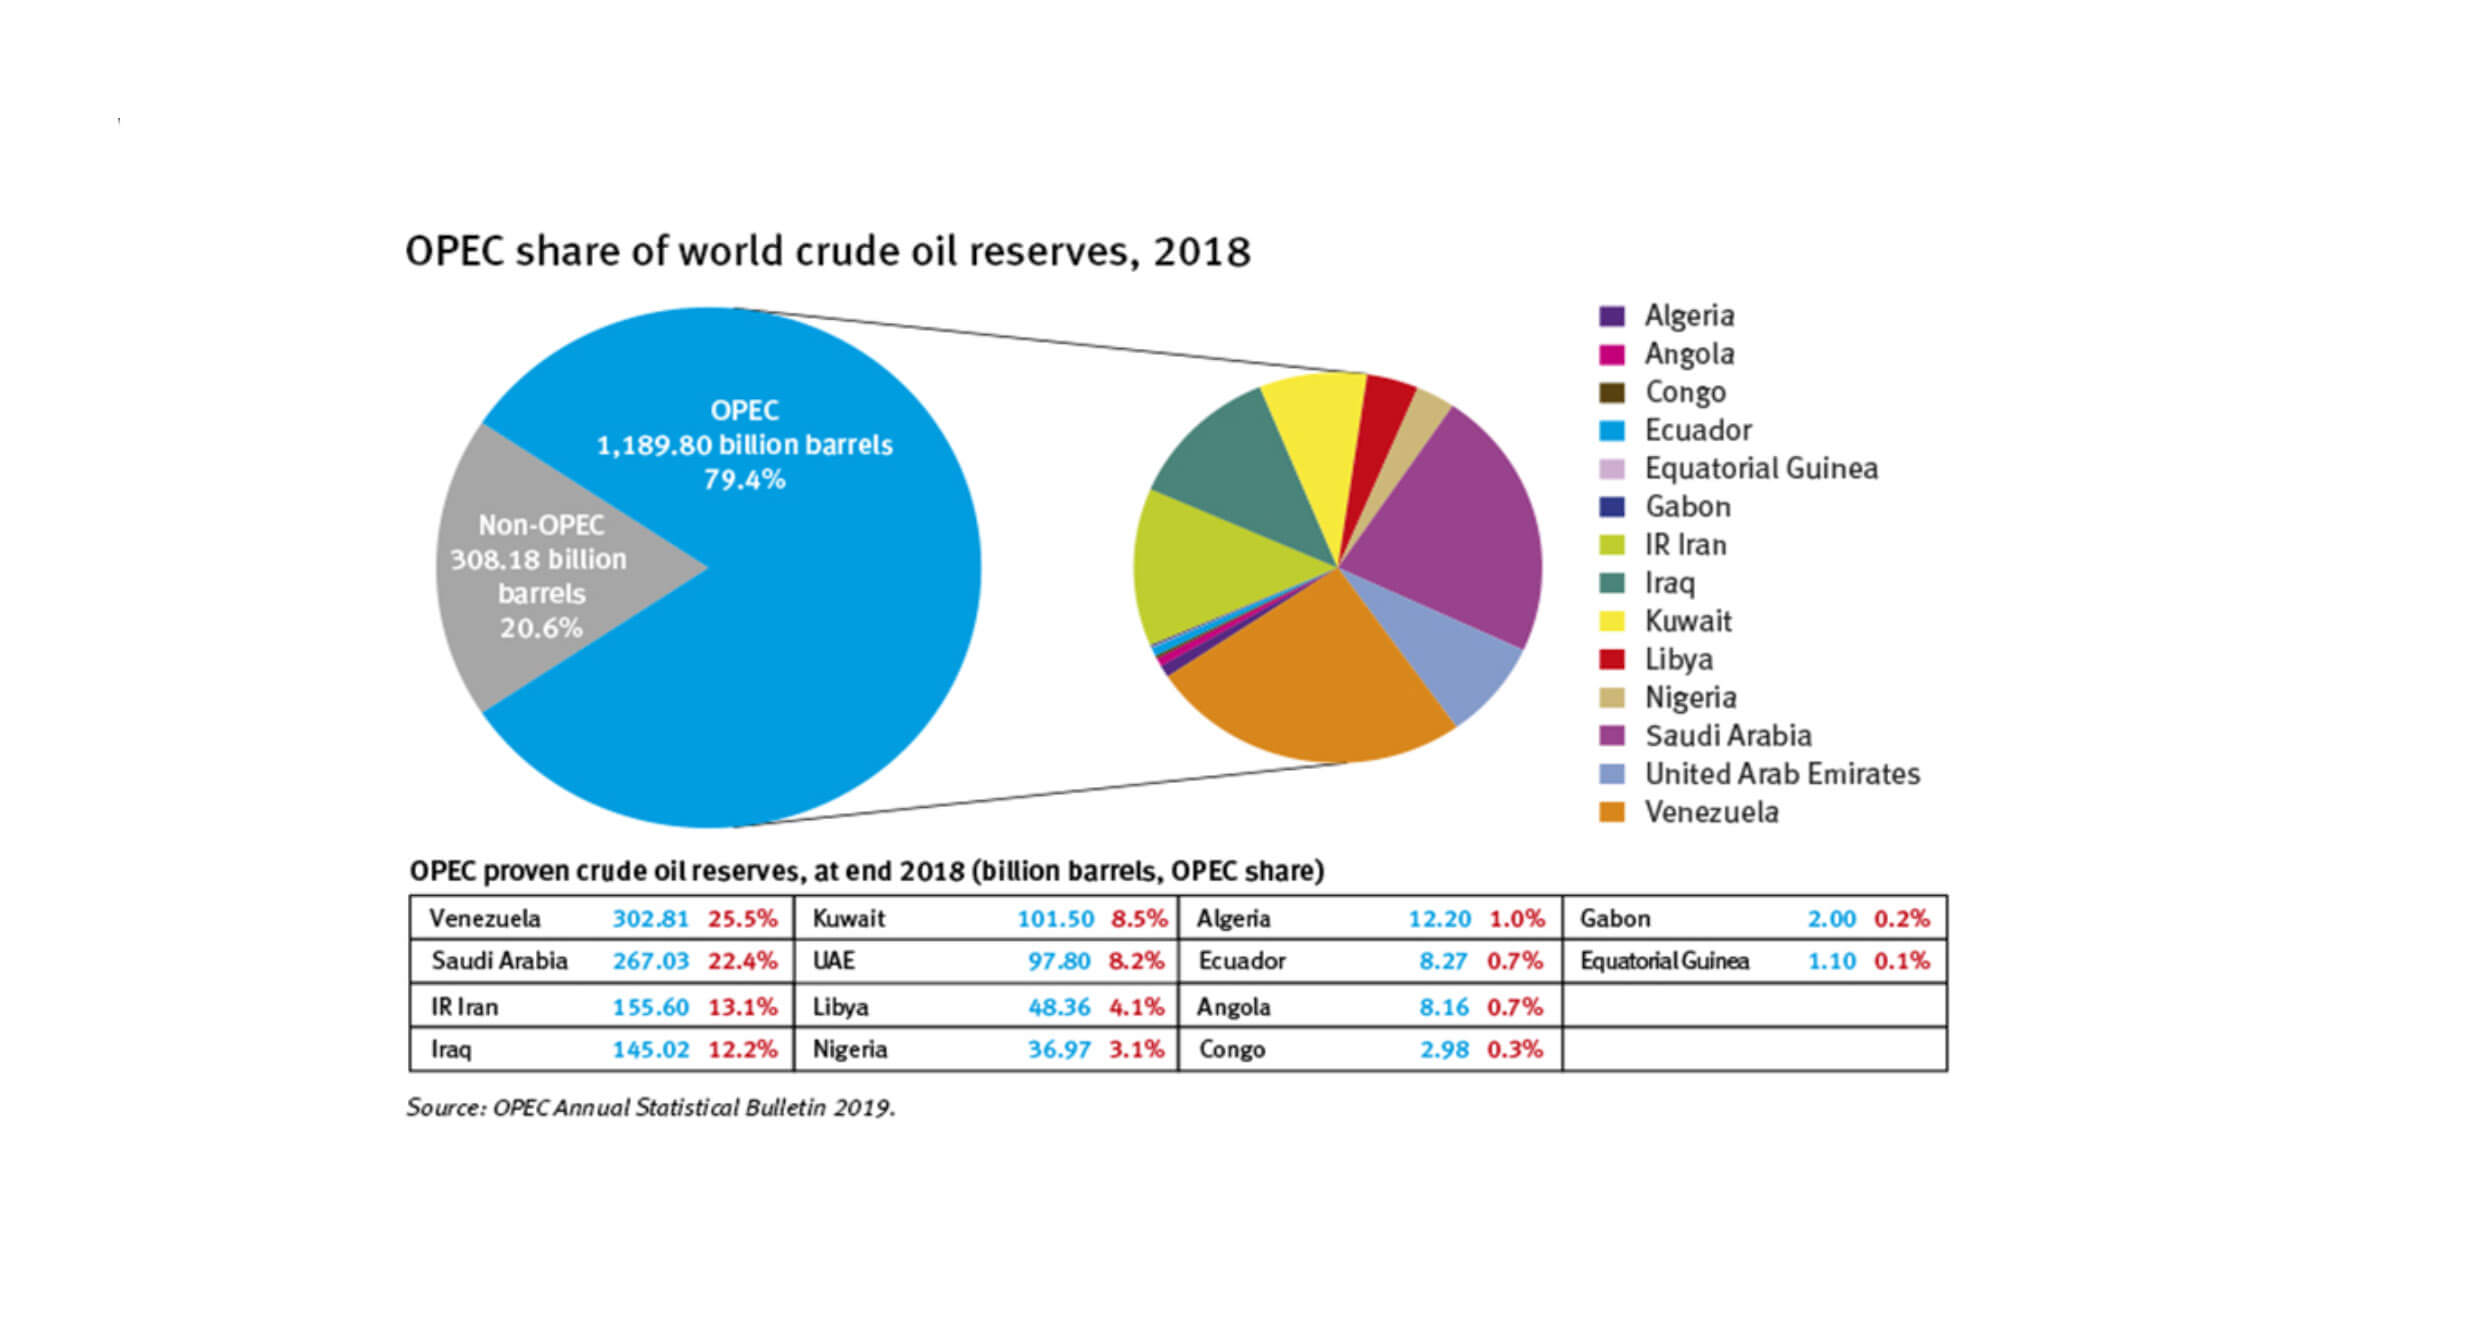 OPEC share of world crude oil reserves, 2018
OPEC
1,189.80 billion barrels
79.4%
Non-OPEC
308.18 billion
barrels
20.6%
Algeria
Angola
Congo
Ecuador
Equatorial Guinea
Gabon
IR Iran
Iraq
Kuwait
Libya
Nigeria
Saudi Arabia
United Arab Emirates
Venezuela
OPEC proven crude oil reserves, at end 2018 (billion barrels, OPEC share)
Venezuela 302.81 25.5% Kuwait 101.50 8.5% Algeria 12.20 1.0% Gabon 2.00 0.2%
Saudi Arabia 267.03 22.4% UAE 97.80 8.2% Ecuador 8.27 0.7% Equatorial Guinea 1.10 0.1%
IR Iran 155.60 13.1% Libya 48.36 4.1% Angola 8.16 0.7%
Iraq 145.02 12.2% Nigeria 36.97 3.1% Congo 2.98 0.3%
Source: OPEC Annual Statistical Bulletin 2019.